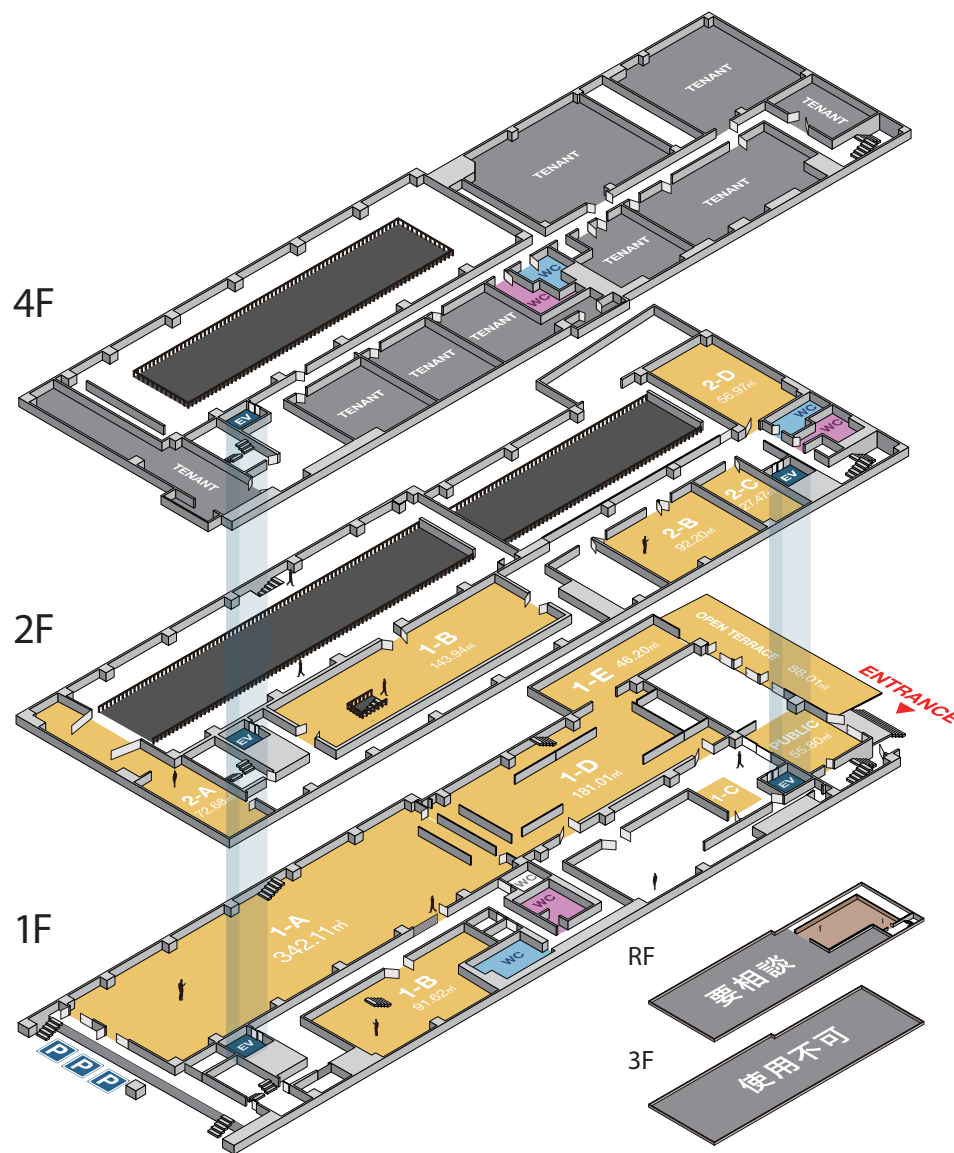 4F
TENANT
TENANT
TENANT
TENANT
TENANT
WC
WC
TENANT
TENANT
TENANT
EV
TENANT
2F
2-D
56.97㎡
WC
WC
EV
2-C
27.47㎡
2-B
92.20㎡
1-B
143.94㎡
EV
2-A
72.68㎡
1F
OPEN TERRACE
88.01㎡
ENTRANCE
1-E 46.20㎡
PUBLIC
55.80㎡
EV
1-D
181.01㎡
1-C
WC
WC
WC
1-A
342.11㎡
1-B
91.62㎡
EV
P
P
P
RF
要相談
3F
使用不可